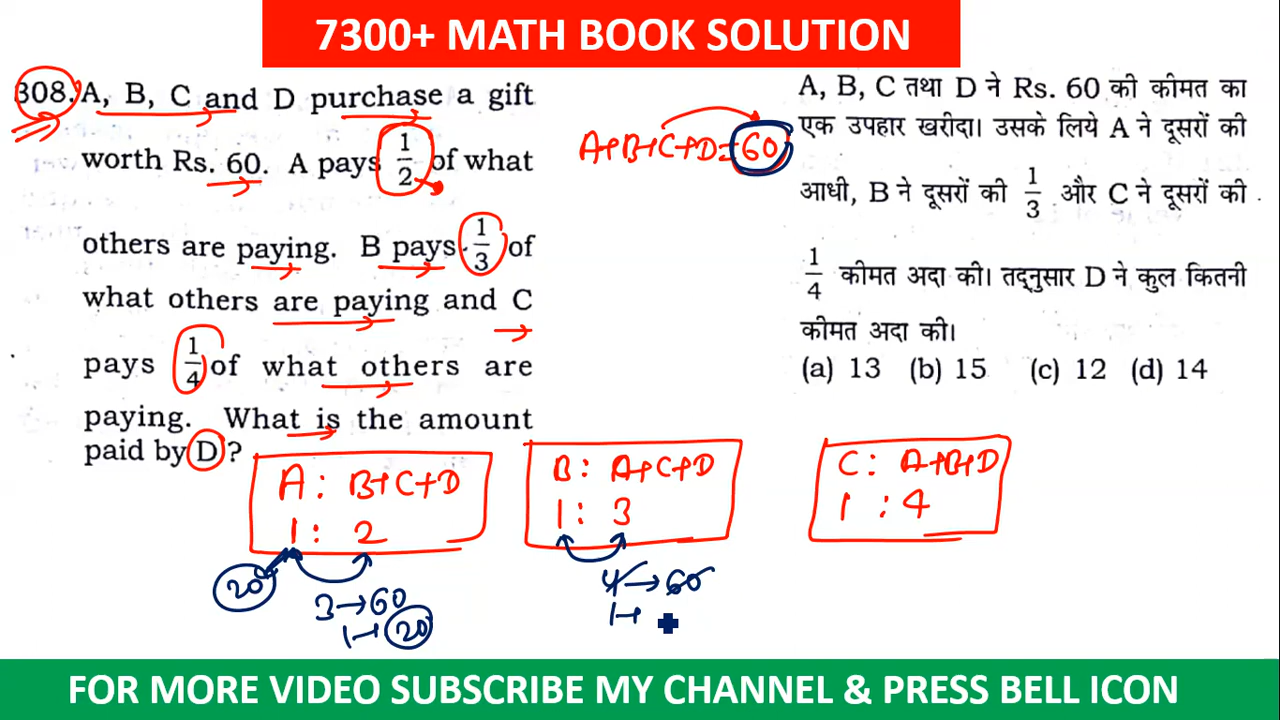 7300+ MATH BOOK SOLUTION
308. A, B, C and D purchase a gift
worth Rs. 60. A pays 1/2 of what
others are paying. B pays 1/3 of
what others are paying and C
pays 1/4 of what others are
paying. What is the amount
paid by D?
A+B+C+D=60
A, B, C तथा D ने Rs. 60 की कीमत का
एक उपहार खरीदा। उसके लिये A ने दूसरों की
आधी, B ने दूसरों की 1/3 और C ने दूसरों की
1/4 कीमत अदा की। तद्नुसार D ने कुल कितनी
कीमत अदा की।
(a) 13 (b) 15 (c) 12 (d) 14
A : B+C+D
1 : 2
20
3→60
1→20
B : A+C+D
1 : 3
4→60
1→
C : A+B+D
1 : 4
FOR MORE VIDEO SUBSCRIBE MY CHANNEL & PRESS BELL ICON